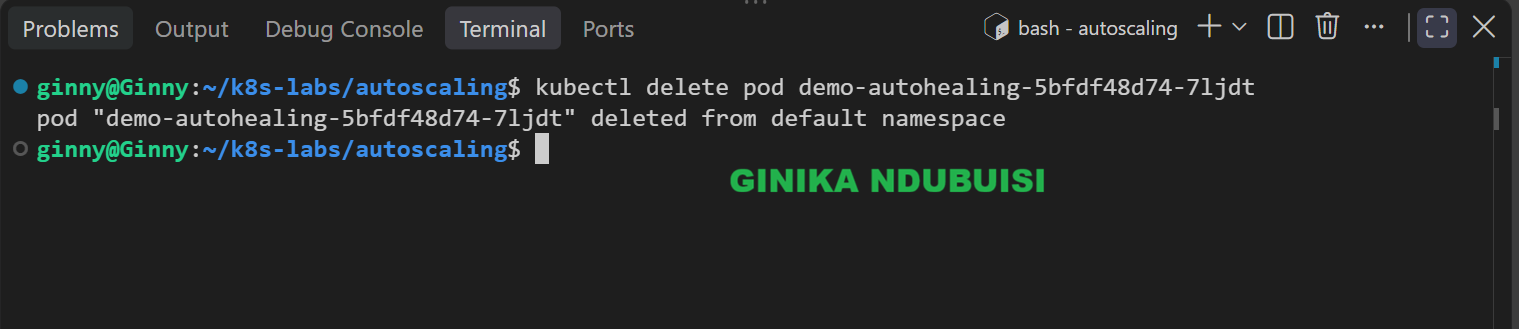 Problems Output Debug Console Terminal Ports bash - autoscaling
ginny@Ginny:~/k8s-labs/autoscaling$ kubectl delete pod demo-autohealing-5bfdf48d74-7ljdt
pod "demo-autohealing-5bfdf48d74-7ljdt" deleted from default namespace
ginny@Ginny:~/k8s-labs/autoscaling$
GINIKA NDUBUISI